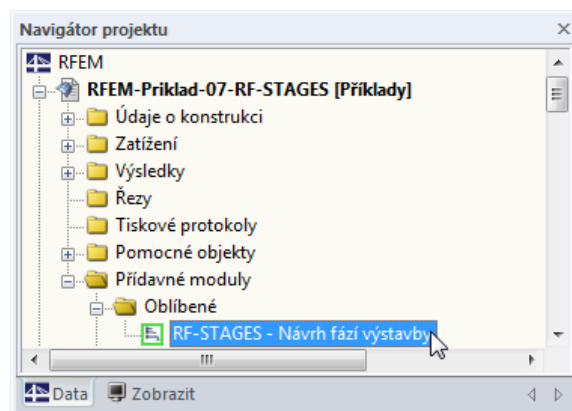 Navigátor projektu
RFEM
RFEM-Priklad-07-RF-STAGES [Příklady]
Údaje o konstrukci
Zatížení
Výsledky
Řezy
Tiskové protokoly
Pomocné objekty
Přídavné moduly
Oblíbené
RF-STAGES - Návrh fází výstavby
Data Zobrazit